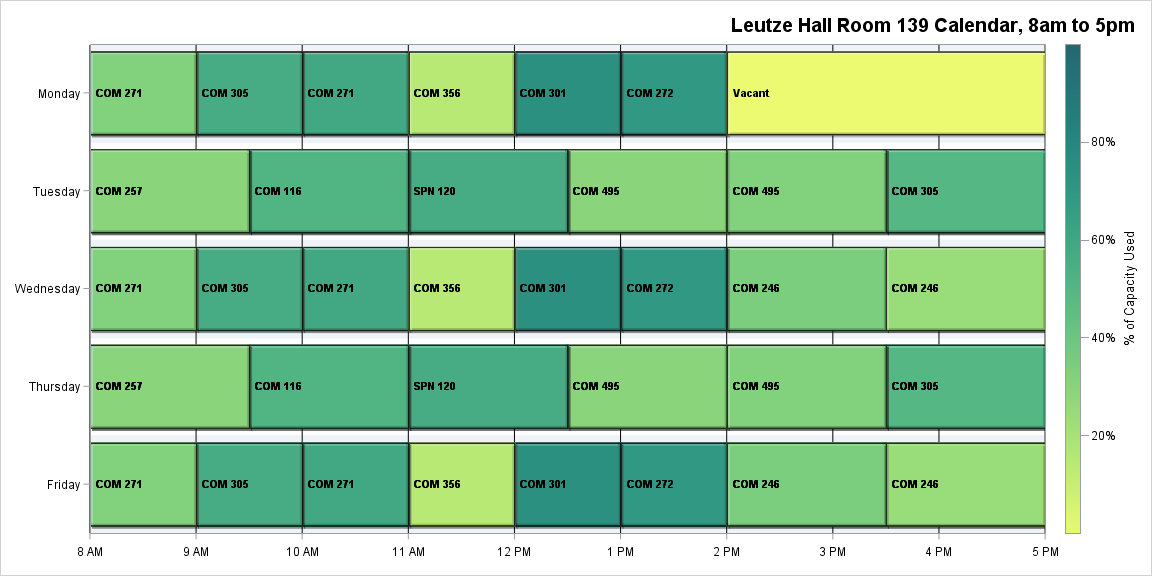 Leutze Hall Room 139 Calendar, 8am to 5pm
Monday
COM 271
COM 305
COM 271
COM 356
COM 301
COM 272
Vacant
Tuesday
COM 257
COM 116
SPN 120
COM 495
COM 495
COM 305
Wednesday
COM 271
COM 305
COM 271
COM 356
COM 301
COM 272
COM 246
COM 246
Thursday
COM 257
COM 116
SPN 120
COM 495
COM 495
COM 305
Friday
COM 271
COM 305
COM 271
COM 356
COM 301
COM 272
COM 246
COM 246
8 AM
9 AM
10 AM
11 AM
12 PM
1 PM
2 PM
3 PM
4 PM
5 PM
80%
60%
40%
20%
% of Capacity Used